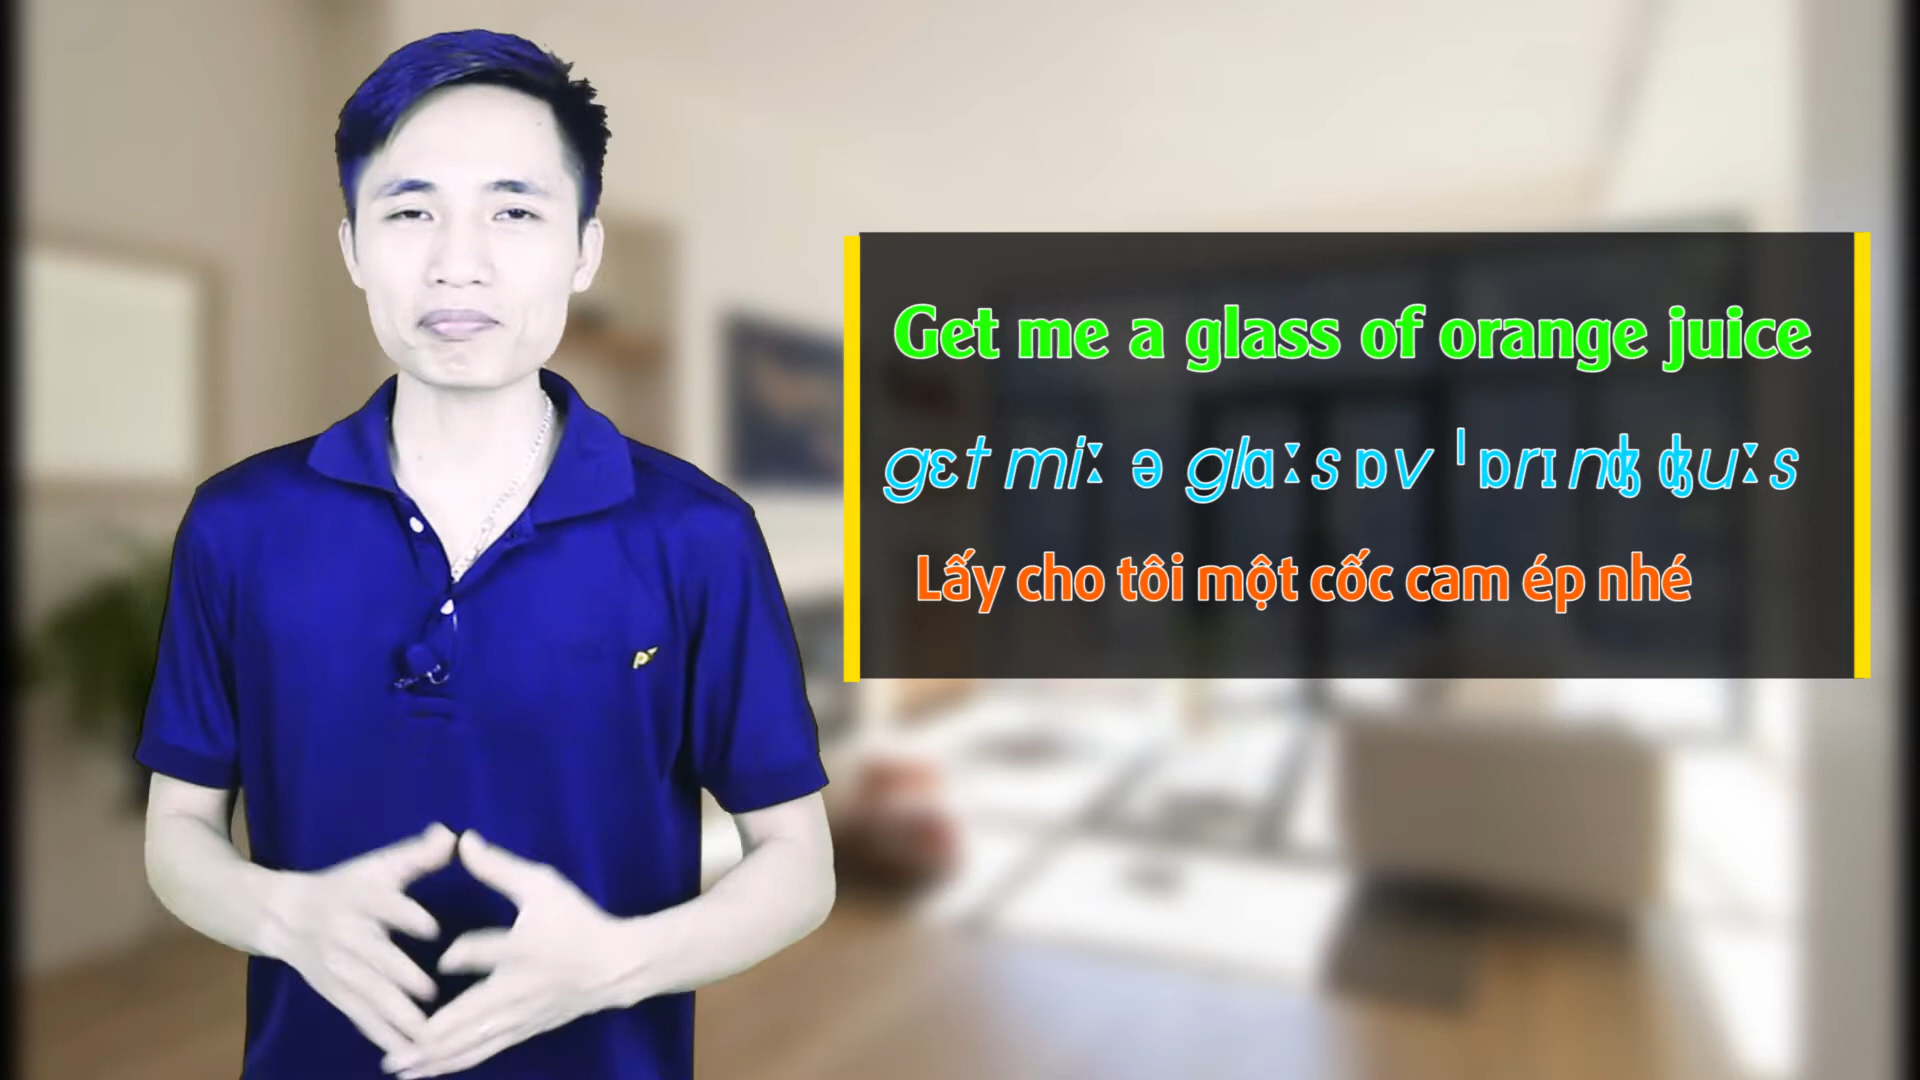 Get me a glass of orange juice
gɛt miː ə glɑːs ɒv ˈɒrɪnʤ ʤuːs
Lấy cho tôi một cốc cam ép nhé